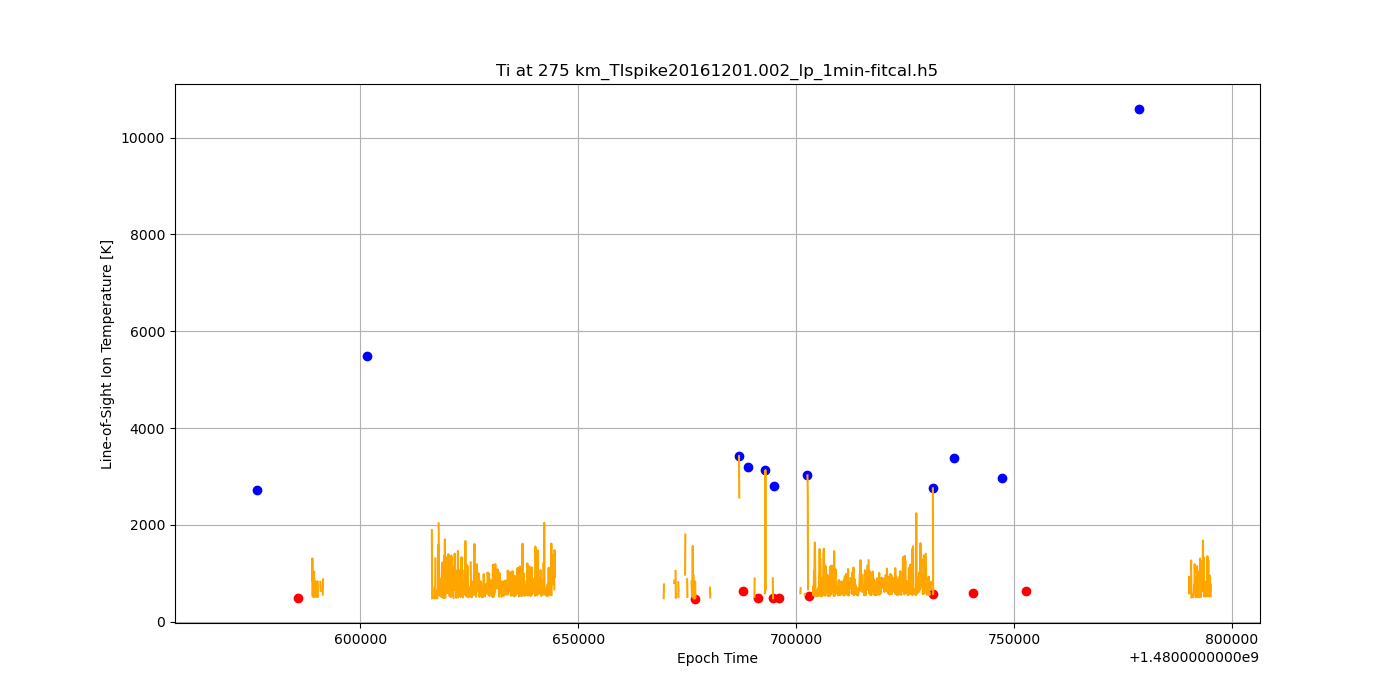 Ti at 275 km_TIspike20161201.002_lp_1min-fitcal.h5
Line-of-Sight Ion Temperature [K]
10000
8000
6000
4000
2000
0
600000 650000 700000 750000 800000
Epoch Time
+1.4800000000e9